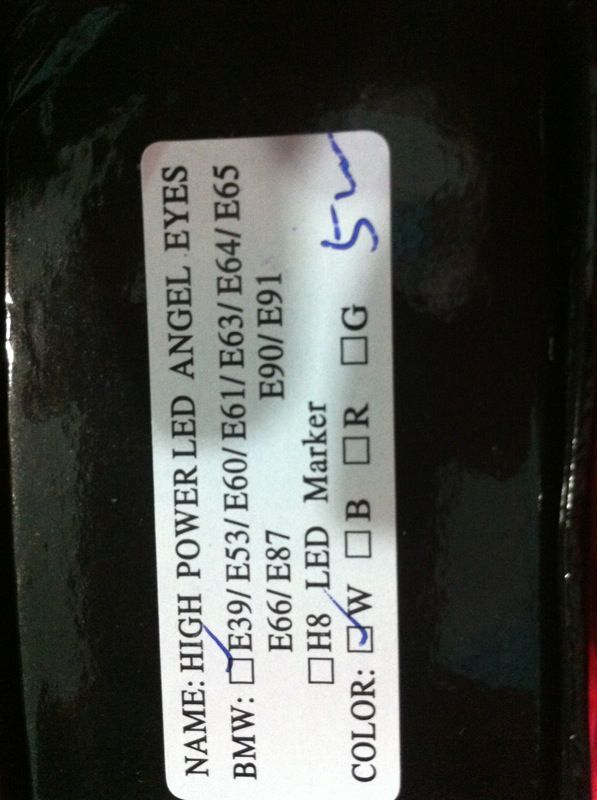 NAME: HIGH POWER LED ANGEL EYES
BMW: ☑E39/ E53/ E60/ E61/ E63/ E64/ E65
E66/ E87 E90/ E91
☐H8 LED Marker
COLOR: ☑W ☐B ☐R ☐G 5w